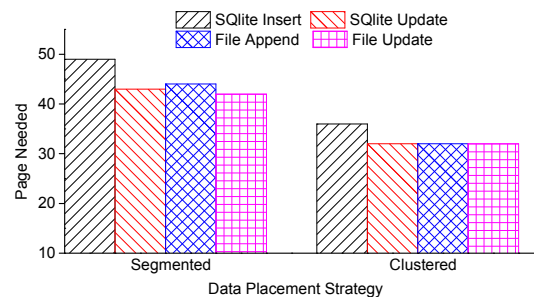 SQlite Insert SQlite Update
File Append File Update
50
40
30
20
10
Page Needed
Segmented Clustered
Data Placement Strategy